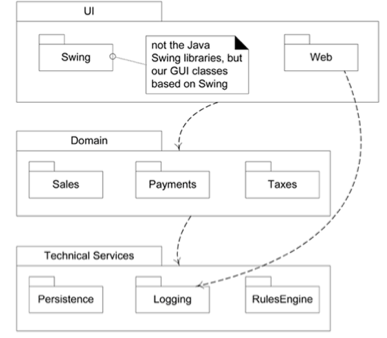 UI
Swing
not the Java
Swing libraries, but
our GUI classes
based on Swing
Web
Domain
Sales
Payments
Taxes
Technical Services
Persistence
Logging
RulesEngine